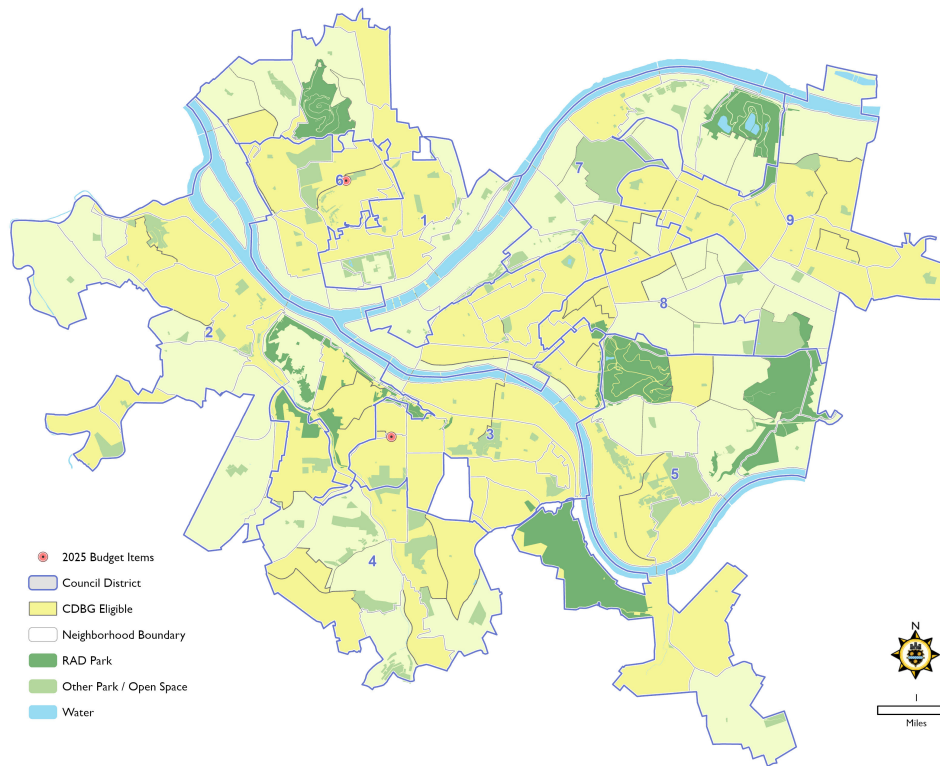 6
1
7
9
8
2
3
5
4
2025 Budget Items
Council District
CDBG Eligible
Neighborhood Boundary
RAD Park
Other Park / Open Space
Water
N
1
Miles